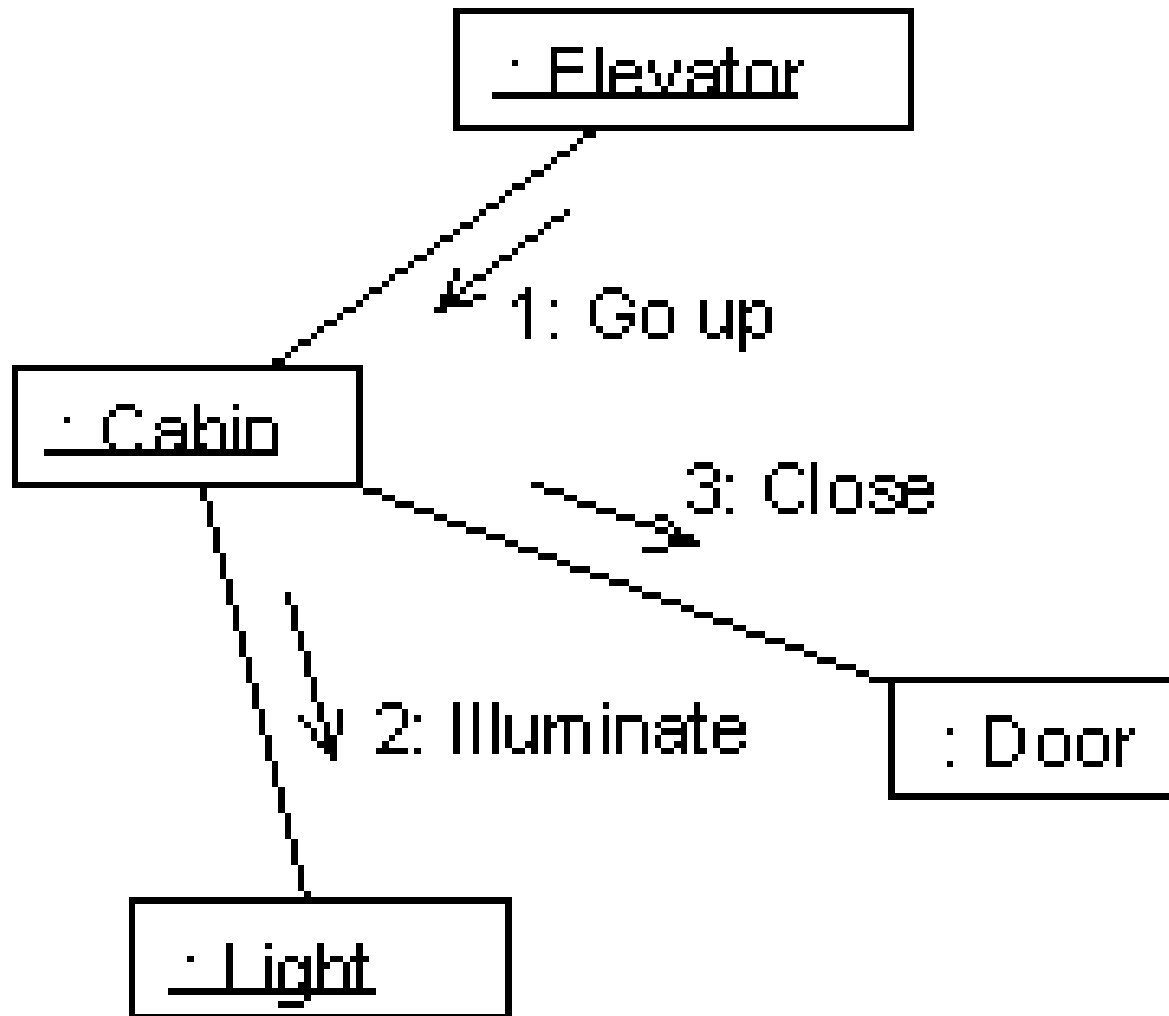 : Elevator
1: Go up
: Cabin
3: Close
2: Illuminate
: Door
: Light